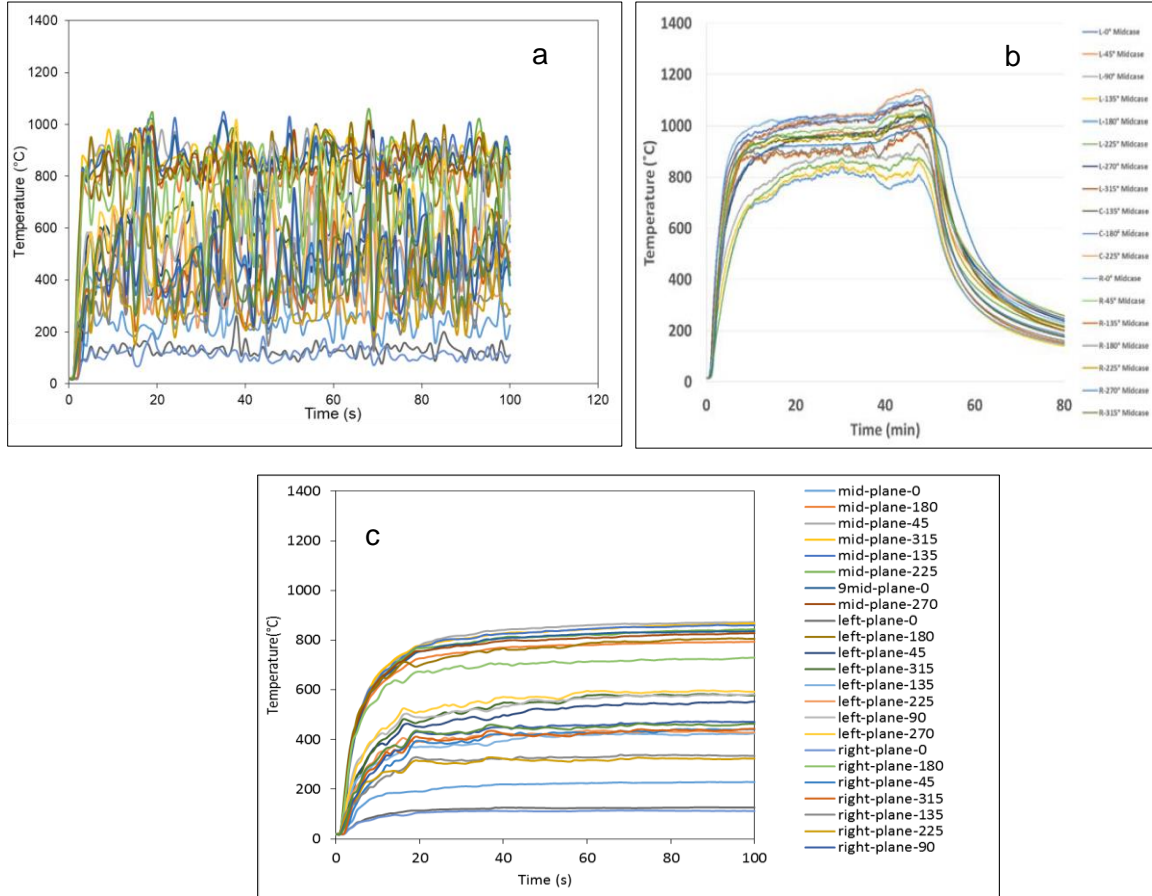 a
1400
1200
1000
800
600
400
200
0
Temperature (°C)
0 20 40 60 80 100 120
Time (s)
b
1400
1200
1000
800
600
400
200
0
Temperature (°C)
0 20 40 60 80
Time (min)
L-0° Midcase
L-45° Midcase
L-90° Midcase
L-135° Midcase
L-180° Midcase
L-225° Midcase
L-270° Midcase
L-315° Midcase
C-135° Midcase
C-180° Midcase
C-225° Midcase
R-0° Midcase
R-45° Midcase
R-135° Midcase
R-180° Midcase
R-225° Midcase
R-270° Midcase
R-315° Midcase
c
1400
1200
1000
800
600
400
200
0
Temperature(°C)
0 20 40 60 80 100
Time (s)
mid-plane-0
mid-plane-180
mid-plane-45
mid-plane-315
mid-plane-135
mid-plane-225
9mid-plane-0
mid-plane-270
left-plane-0
left-plane-180
left-plane-45
left-plane-315
left-plane-135
left-plane-225
left-plane-90
left-plane-270
right-plane-0
right-plane-180
right-plane-45
right-plane-315
right-plane-135
right-plane-225
right-plane-90